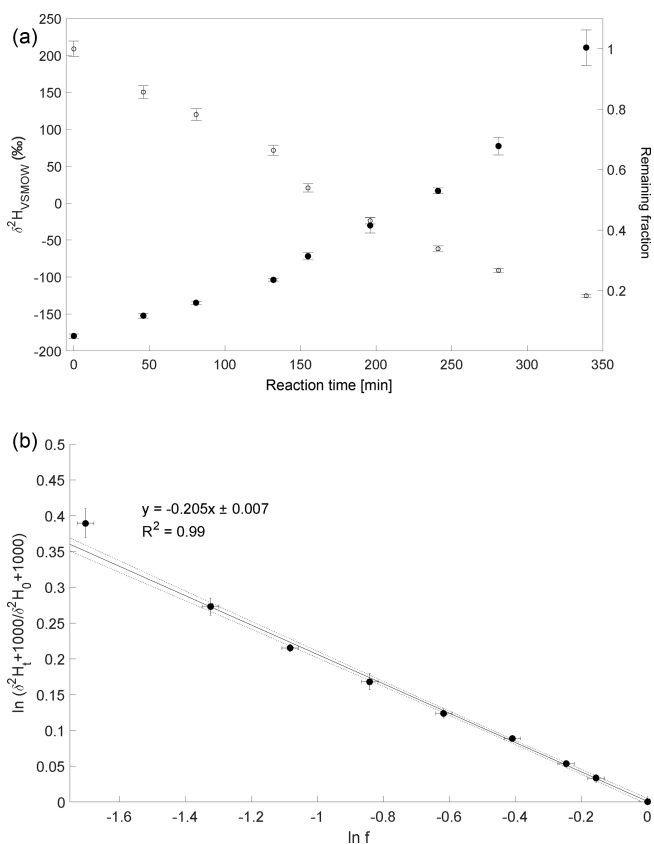 (a)
250
200
150
100
50
0
-50
-100
-150
-200
δ²H_VSMOW (‰)
1
0.8
0.6
0.4
0.2
Remaining fraction
0 50 100 150 200 250 300 350
Reaction time [min]
(b)
0.5
0.45
0.4
0.35
0.3
0.25
0.2
0.15
0.1
0.05
0
ln (δ²H_t+1000/δ²H_0+1000)
y = -0.205x ± 0.007
R² = 0.99
-1.6 -1.4 -1.2 -1 -0.8 -0.6 -0.4 -0.2 0
ln f